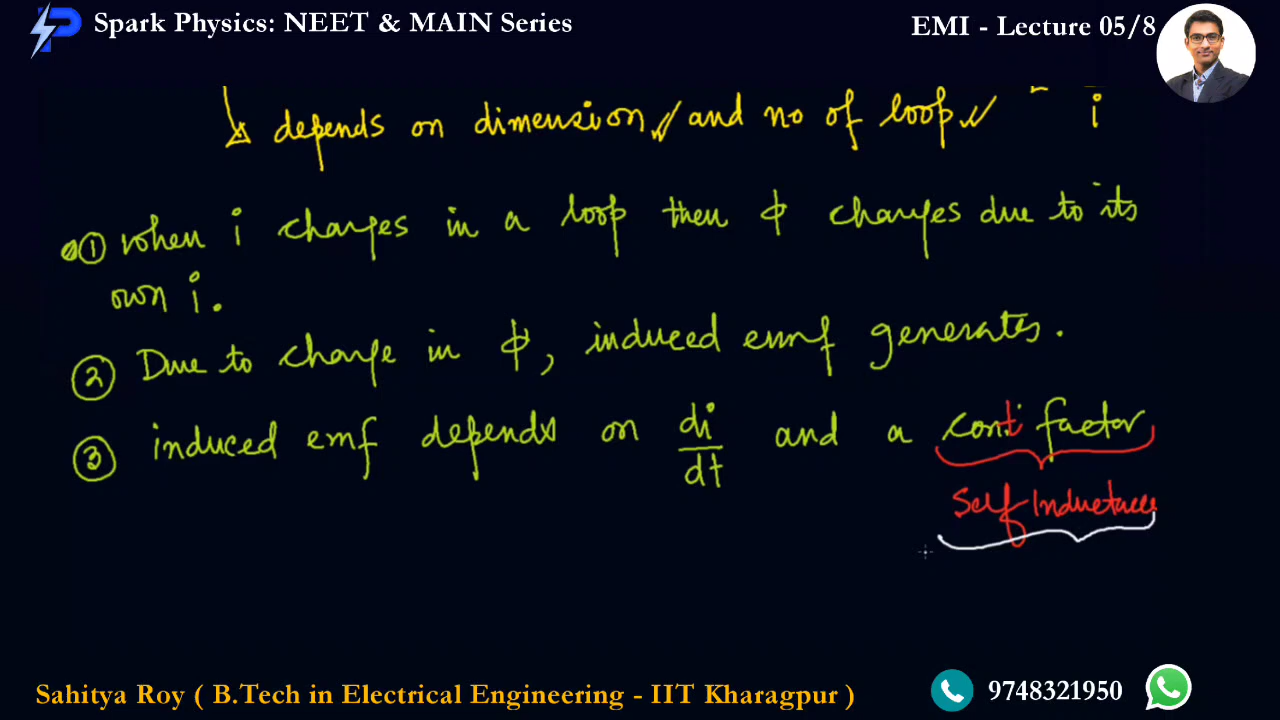 Spark Physics: NEET & MAIN Series
EMI - Lecture 05/8
depends on dimension and no of loop i
① when i changes in a loop then ϕ changes due to its
own i.
② Due to change in ϕ, induced emf generates.
③ induced emf depends on di/dt and a factor
Self Inductance
Sahitya Roy ( B.Tech in Electrical Engineering - IIT Kharagpur )
9748321950